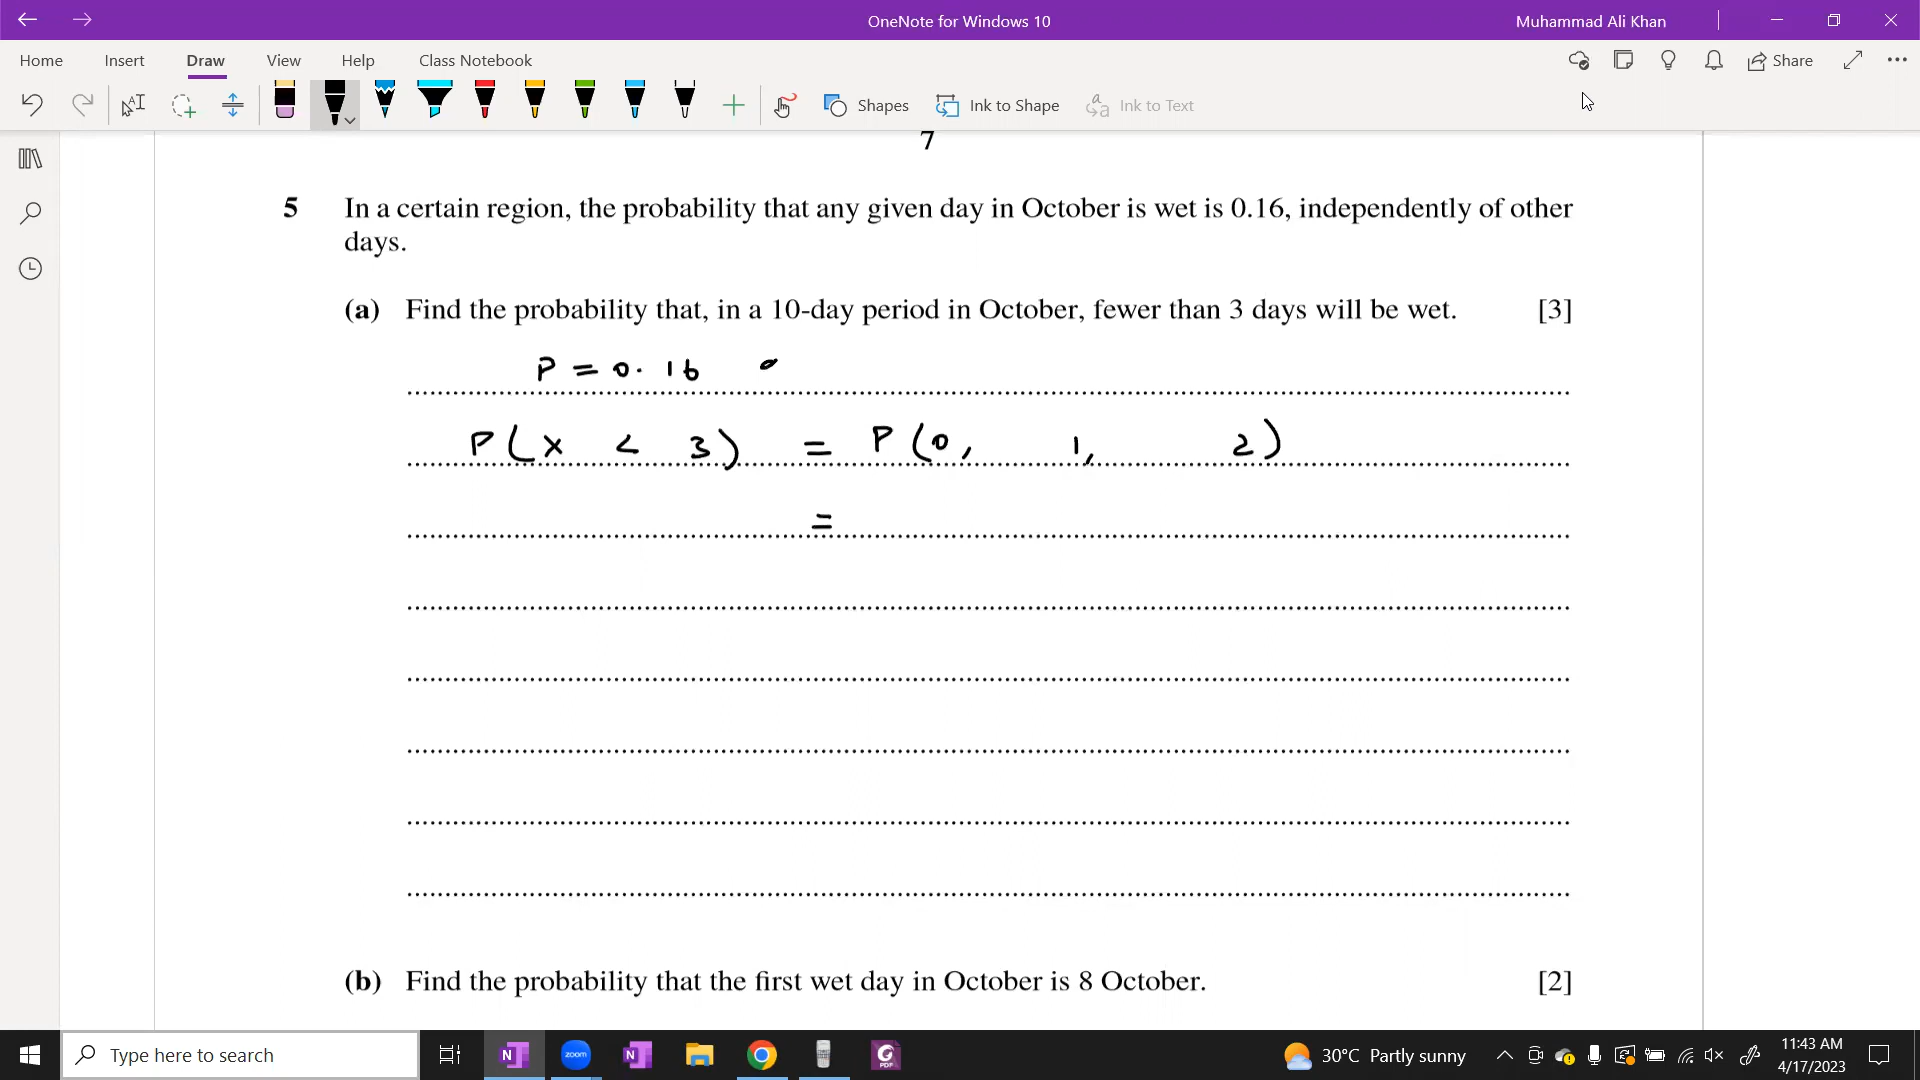 OneNote for Windows 10
Muhammad Ali Khan
Home Insert Draw View Help Class Notebook
Share
Shapes Ink to Shape Ink to Text
7
5 In a certain region, the probability that any given day in October is wet is 0.16, independently of other
days.
(a) Find the probability that, in a 10-day period in October, fewer than 3 days will be wet. [3]
P = 0.16
P(x < 3) = P(0, 1, 2)
=
(b) Find the probability that the first wet day in October is 8 October. [2]
Type here to search
zoom
30°C Partly sunny
11:43 AM
4/17/2023